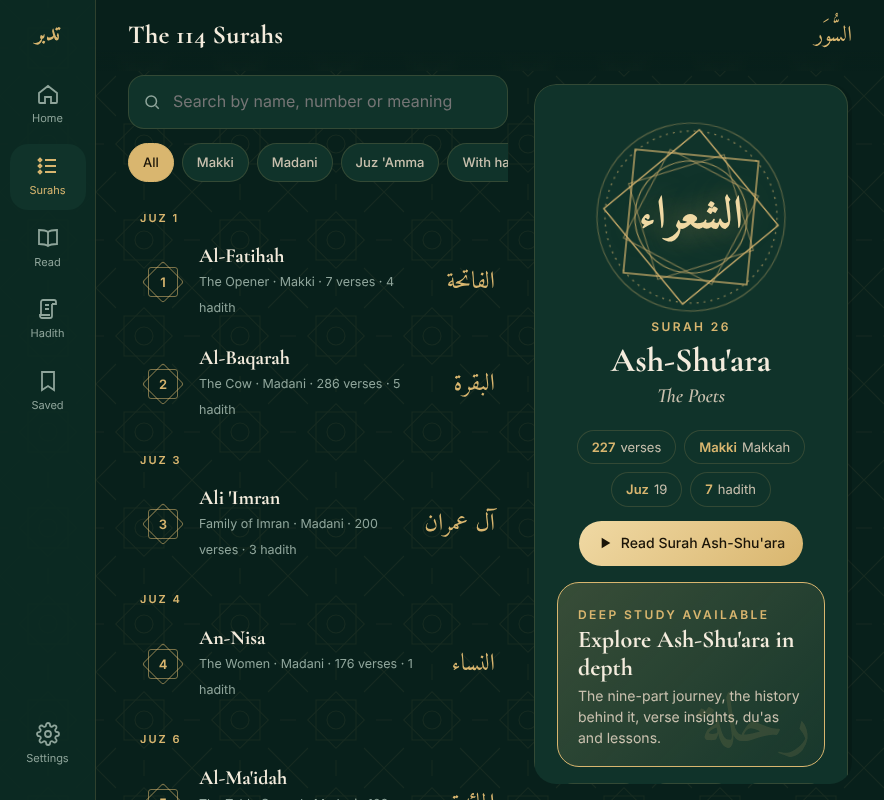 تدبر
Home
Surahs
Read
Hadith
Saved
Settings
The 114 Surahs
السُّوَر
Search by name, number or meaning
All
Makki
Madani
Juz 'Amma
With ha
JUZ 1
1
Al-Fatihah
The Opener · Makki · 7 verses · 4
hadith
الفاتحة
2
Al-Baqarah
The Cow · Madani · 286 verses · 5
hadith
البقرة
JUZ 3
3
Ali 'Imran
Family of Imran · Madani · 200
verses · 3 hadith
آل عمران
JUZ 4
4
An-Nisa
The Women · Madani · 176 verses · 1
hadith
النساء
JUZ 6
Al-Ma'idah
الشعراء
SURAH 26
Ash-Shu'ara
The Poets
227 verses
Makki Makkah
Juz 19
7 hadith
Read Surah Ash-Shu'ara
DEEP STUDY AVAILABLE
Explore Ash-Shu'ara in
depth
The nine-part journey, the history
behind it, verse insights, du'as
and lessons.
رحلة